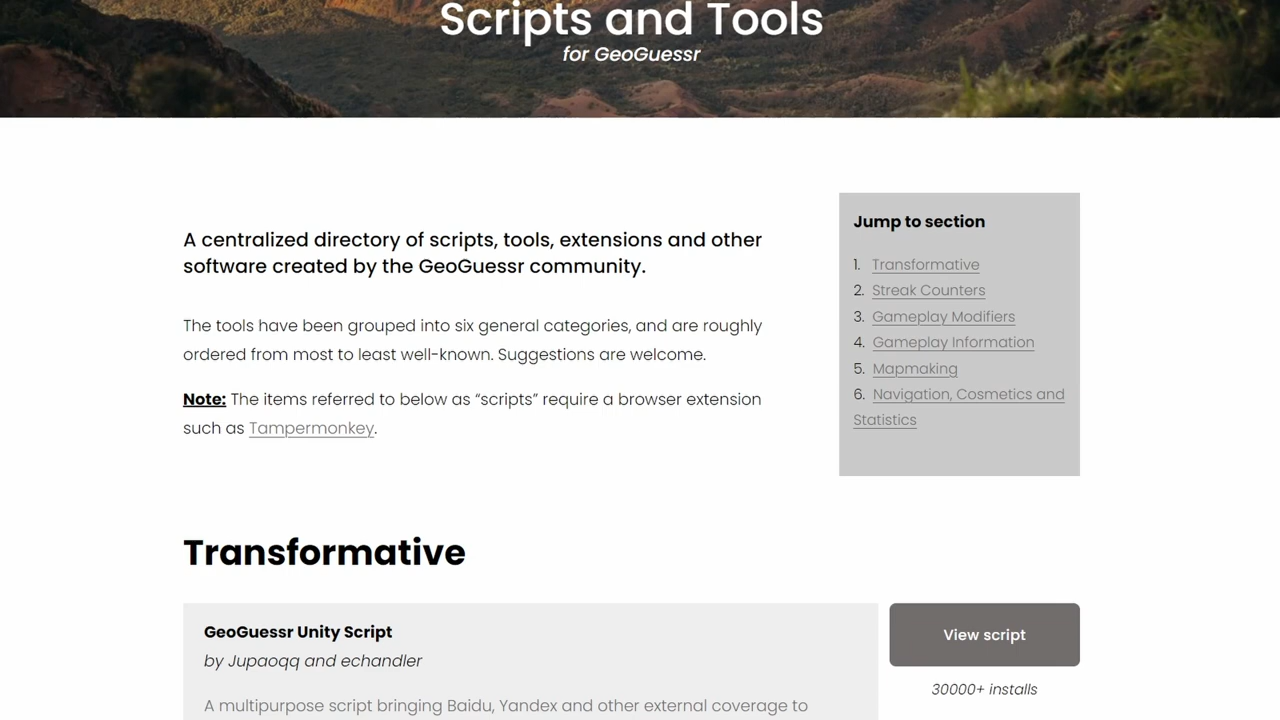 Scripts and Tools
for GeoGuessr
A centralized directory of scripts, tools, extensions and other
software created by the GeoGuessr community.
The tools have been grouped into six general categories, and are roughly
ordered from most to least well-known. Suggestions are welcome.
Note: The items referred to below as “scripts” require a browser extension
such as Tampermonkey.
Jump to section
1. Transformative
2. Streak Counters
3. Gameplay Modifiers
4. Gameplay Information
5. Mapmaking
6. Navigation, Cosmetics and
Statistics
Transformative
GeoGuessr Unity Script
by Jupaoqq and echandler
A multipurpose script bringing Baidu, Yandex and other external coverage to
View script
30000+ installs